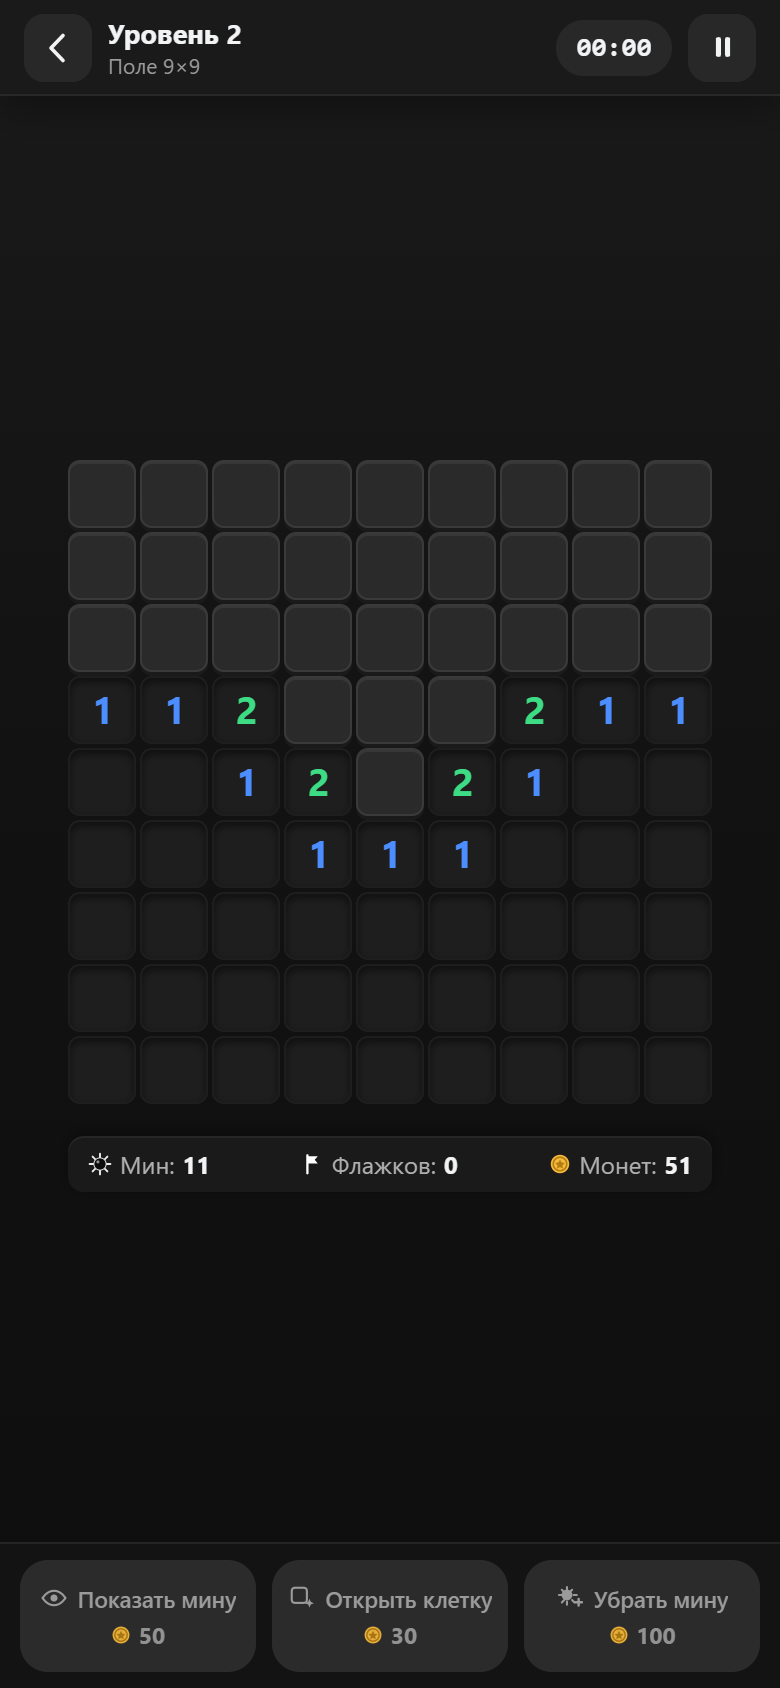 Уровень 2
Поле 9×9
00:00
1 1 2 2 1 1
1 2 2 1
1 1 1
Мин: 11 Флажков: 0 Монет: 51
Показать мину Открыть клетку Убрать мину
50 30 100